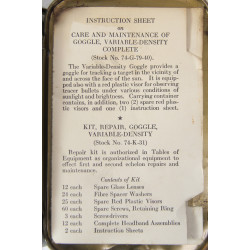 INSTRUCTION SHEET
on
CARE AND MAINTENANCE OF
GOGGLE, VARIABLE-DENSITY
COMPLETE
(Stock No. 74-G-79-40).
The Variable-Density Goggle provides a
goggle for tracking a target in the vicinity of
and across the face of the sun. It is equip-
ped also with a red plastic visor for observing
tracer bullets under various conditions of
sunlight and brightness. Carrying container
contains, in addition, two (2) spare red plas-
tic visors and one (1) instruction sheet.
KIT, REPAIR, GOGGLE,
VARIABLE-DENSITY
(Stock No. 74-K-31)
Repair kit is authorized in Tables of
Equipment as organizational equipment to
effect first and second echelon repairs and
maintenance.
Contents of Kit
12 each Spare Glass Lenses
24 each Fibre Spacer Washers
25 each Spare Red Plastic Visors
60 each Spare Screws, Retaining Ring
3 each Screwdrivers
12 each Complete Headband Assemblies
2 each Instruction Sheets